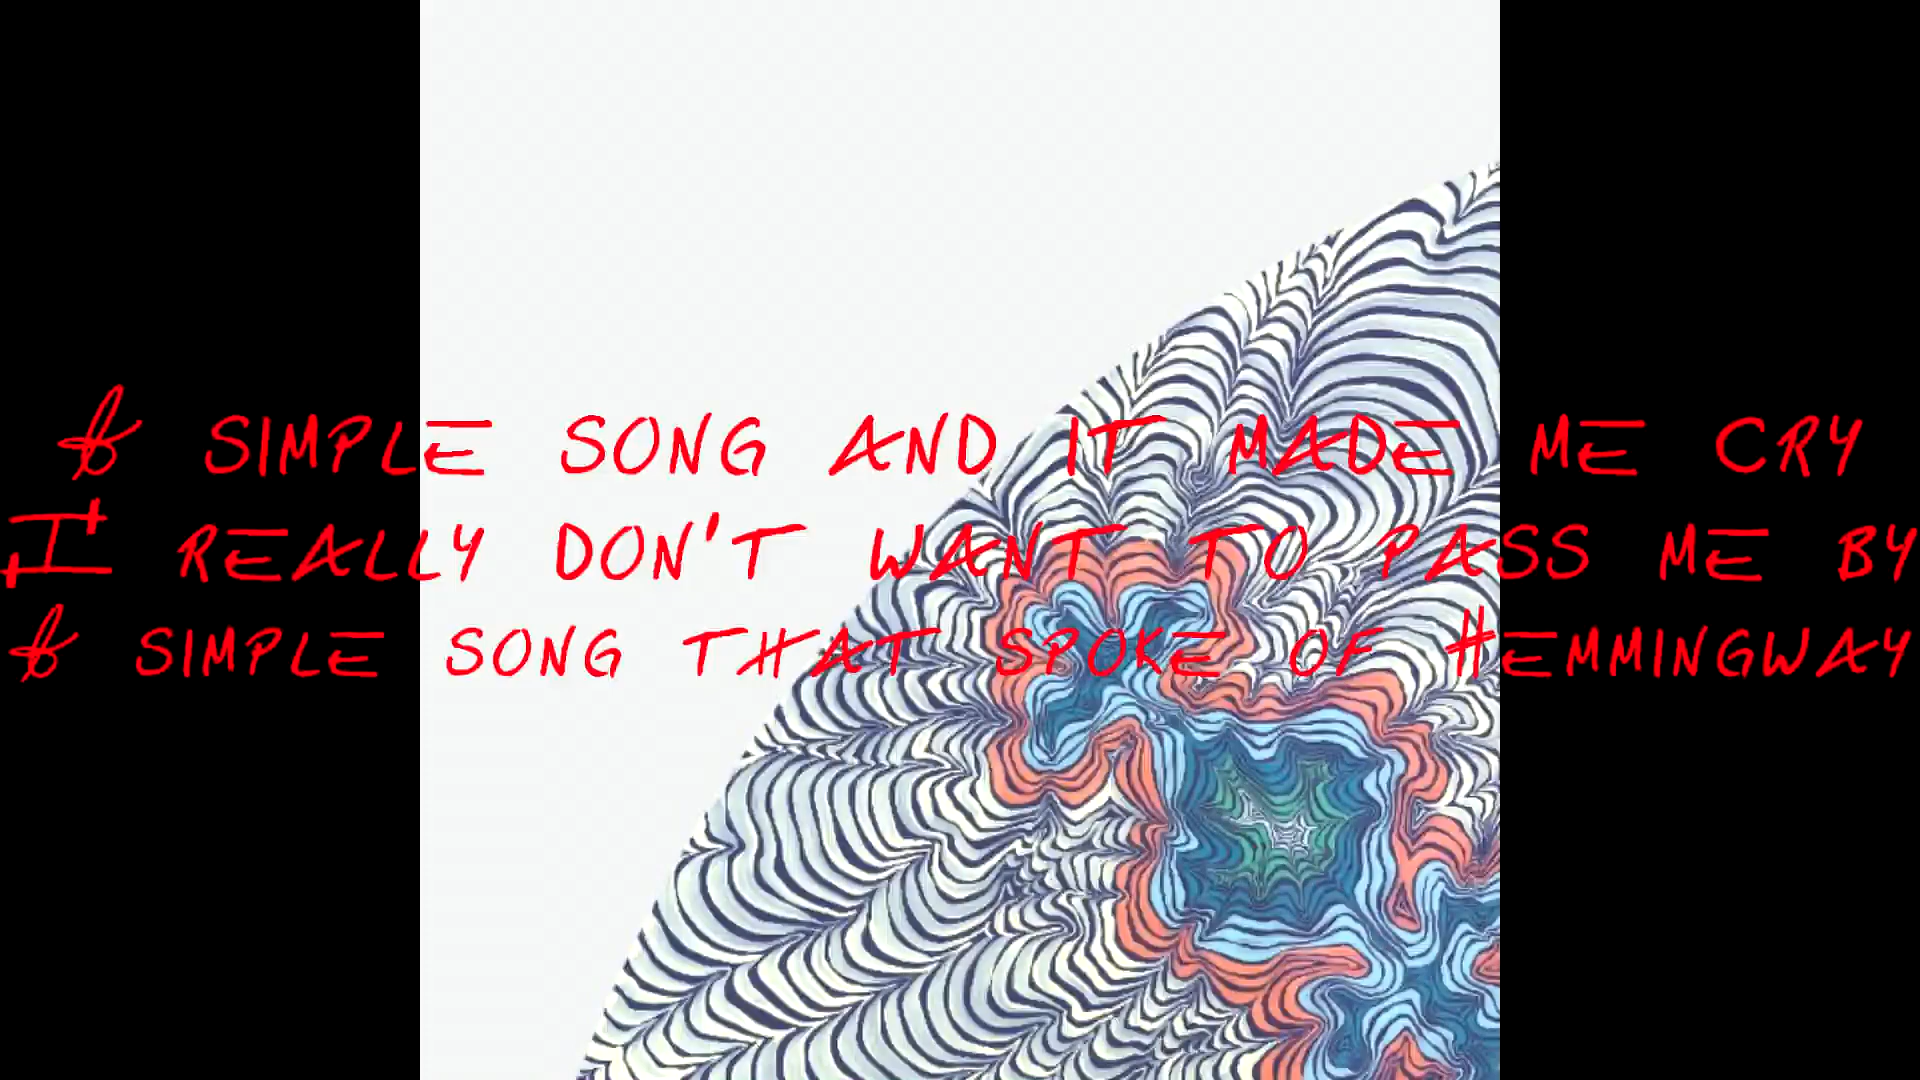 A SIMPLE SONG AND IT MADE ME CRY
I REALLY DON'T WANT TO PASS ME BY
A SIMPLE SONG THAT SPOKE OF HEMMINGWAY